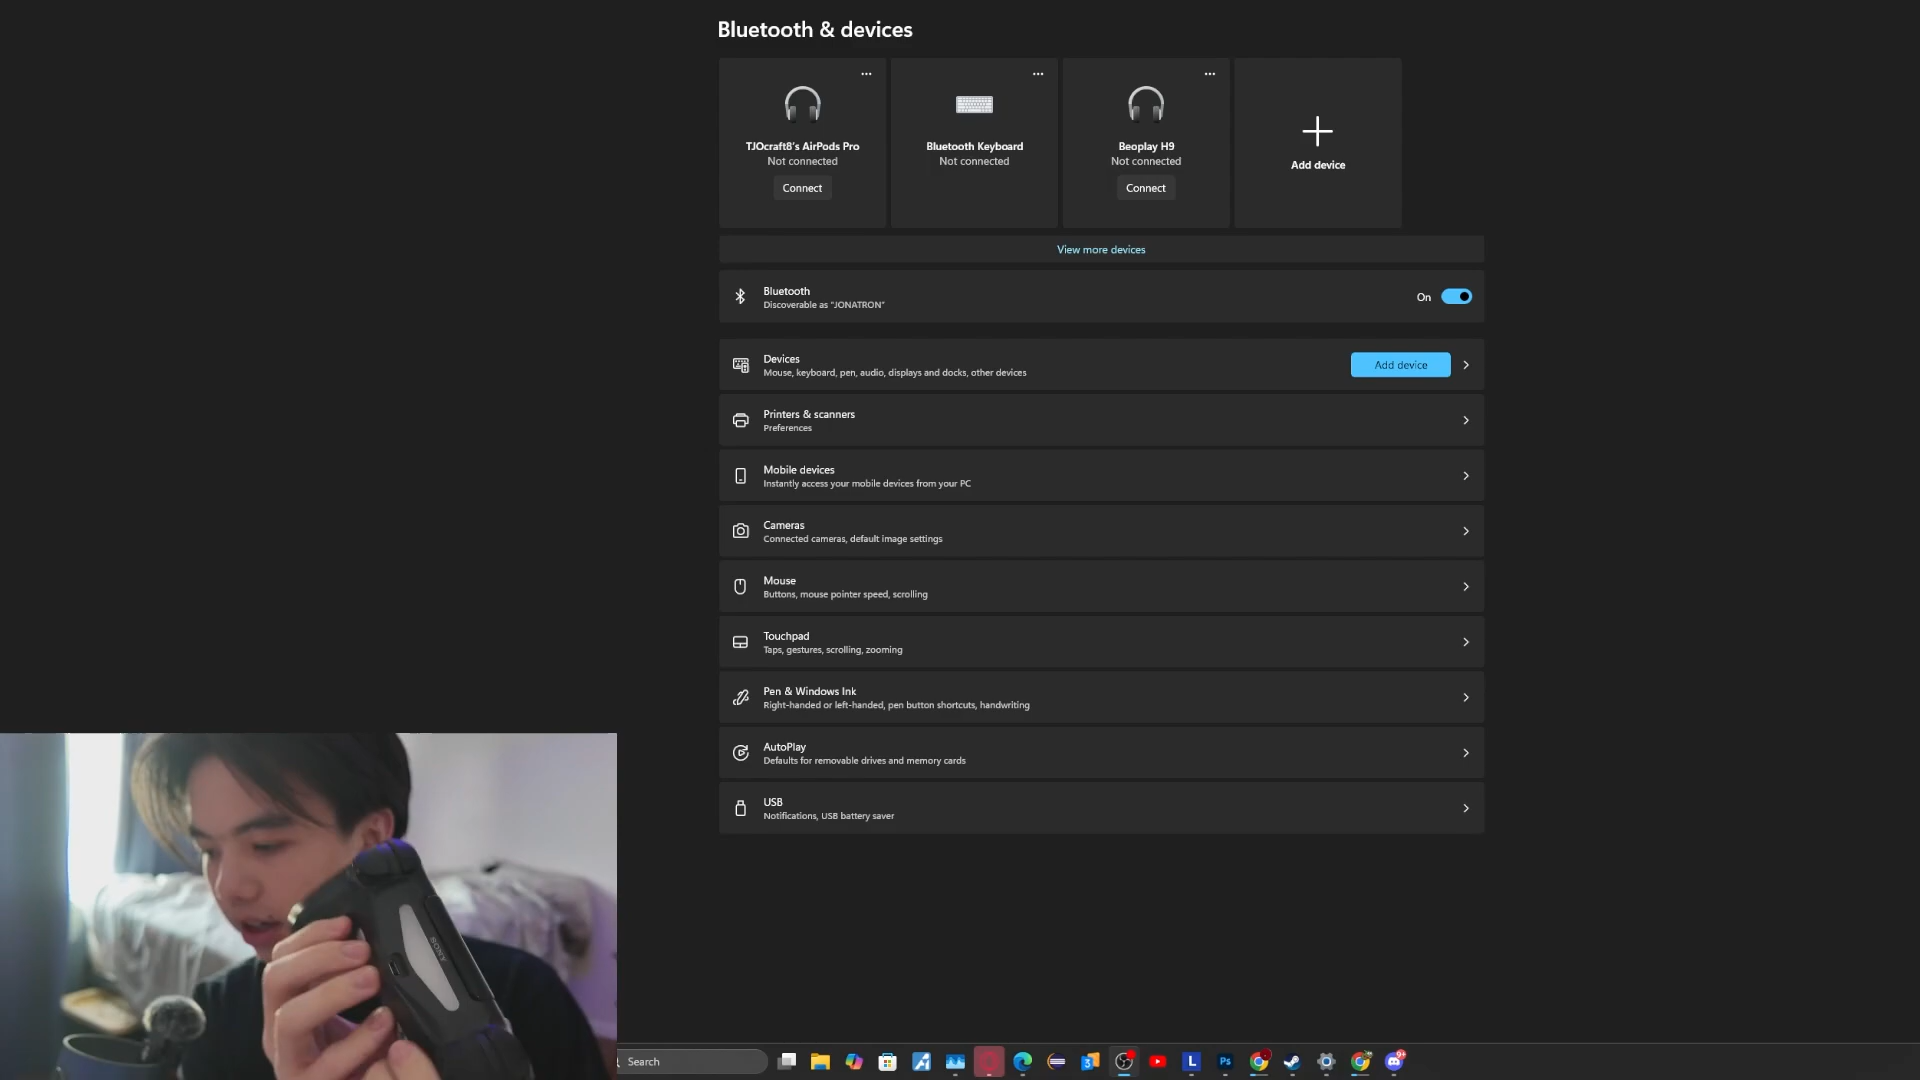 Bluetooth & devices
TJOcraft8's AirPods Pro
Not connected
Connect
Bluetooth Keyboard
Not connected
Beoplay H9
Not connected
Connect
Add device
View more devices
Bluetooth
Discoverable as "JONATRON"
On
Devices
Mouse, keyboard, pen, audio, displays and docks, other devices
Add device
Printers & scanners
Preferences
Mobile devices
Instantly access your mobile devices from your PC
Cameras
Connected cameras, default image settings
Mouse
Buttons, mouse pointer speed, scrolling
Touchpad
Taps, gestures, scrolling, zooming
Pen & Windows Ink
Right-handed or left-handed, pen button shortcuts, handwriting
AutoPlay
Defaults for removable drives and memory cards
USB
Notifications, USB battery saver
SONY
Search
3
L
Ps
9+